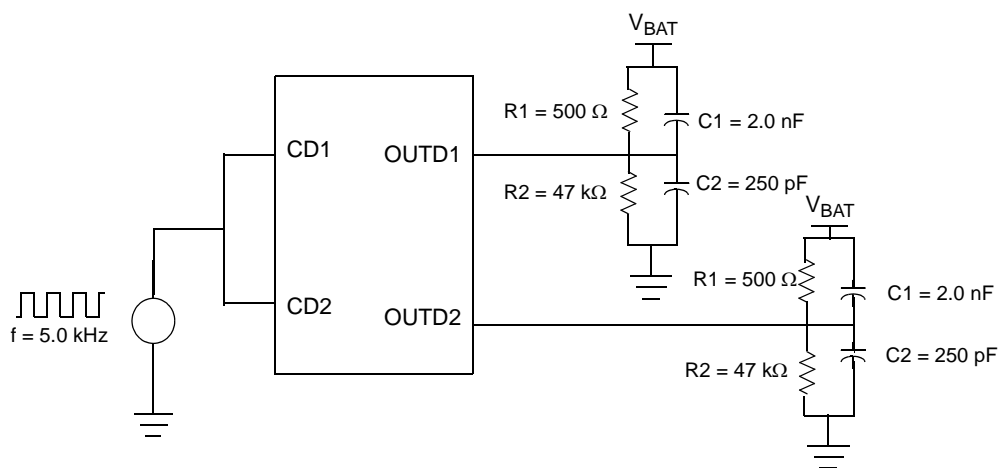 V_BAT
R1 = 500 Ω
C1 = 2.0 nF
CD1
OUTD1
R2 = 47 kΩ
C2 = 250 pF
V_BAT
R1 = 500 Ω
C1 = 2.0 nF
CD2
OUTD2
f = 5.0 kHz
R2 = 47 kΩ
C2 = 250 pF